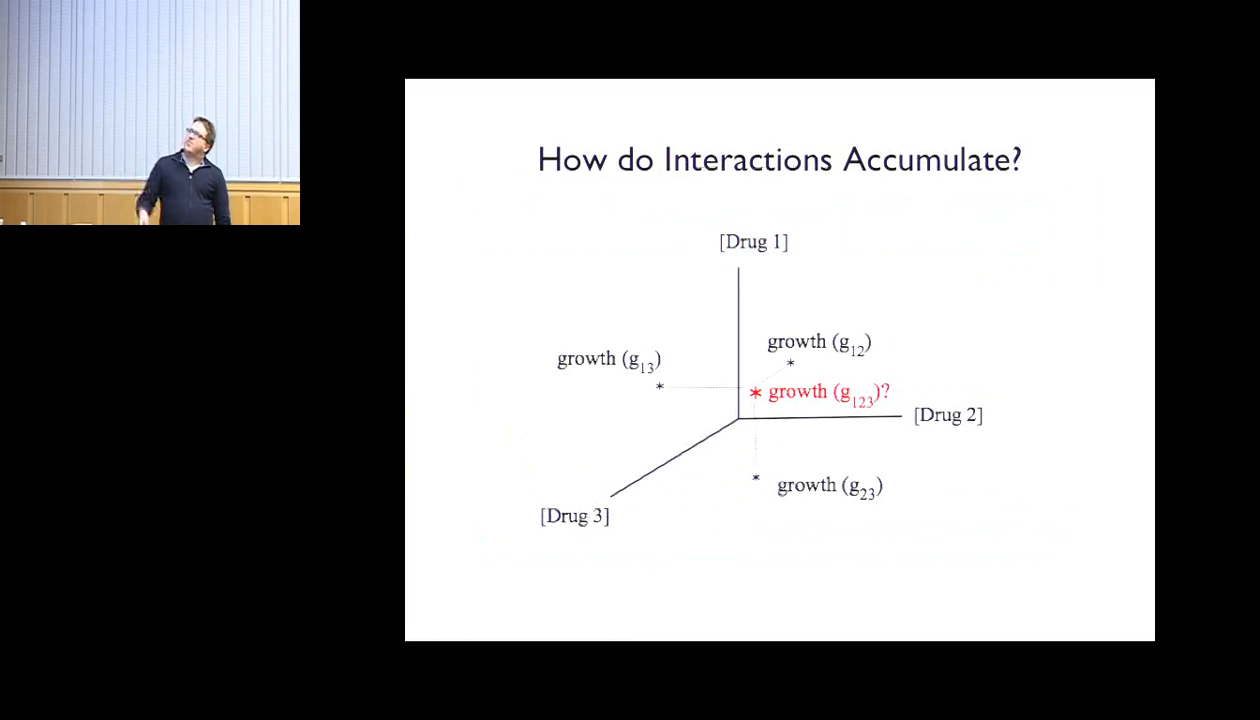 How do Interactions Accumulate?
[Drug 1]
growth (g12)
growth (g13)
growth (g123)?
[Drug 2]
growth (g23)
[Drug 3]